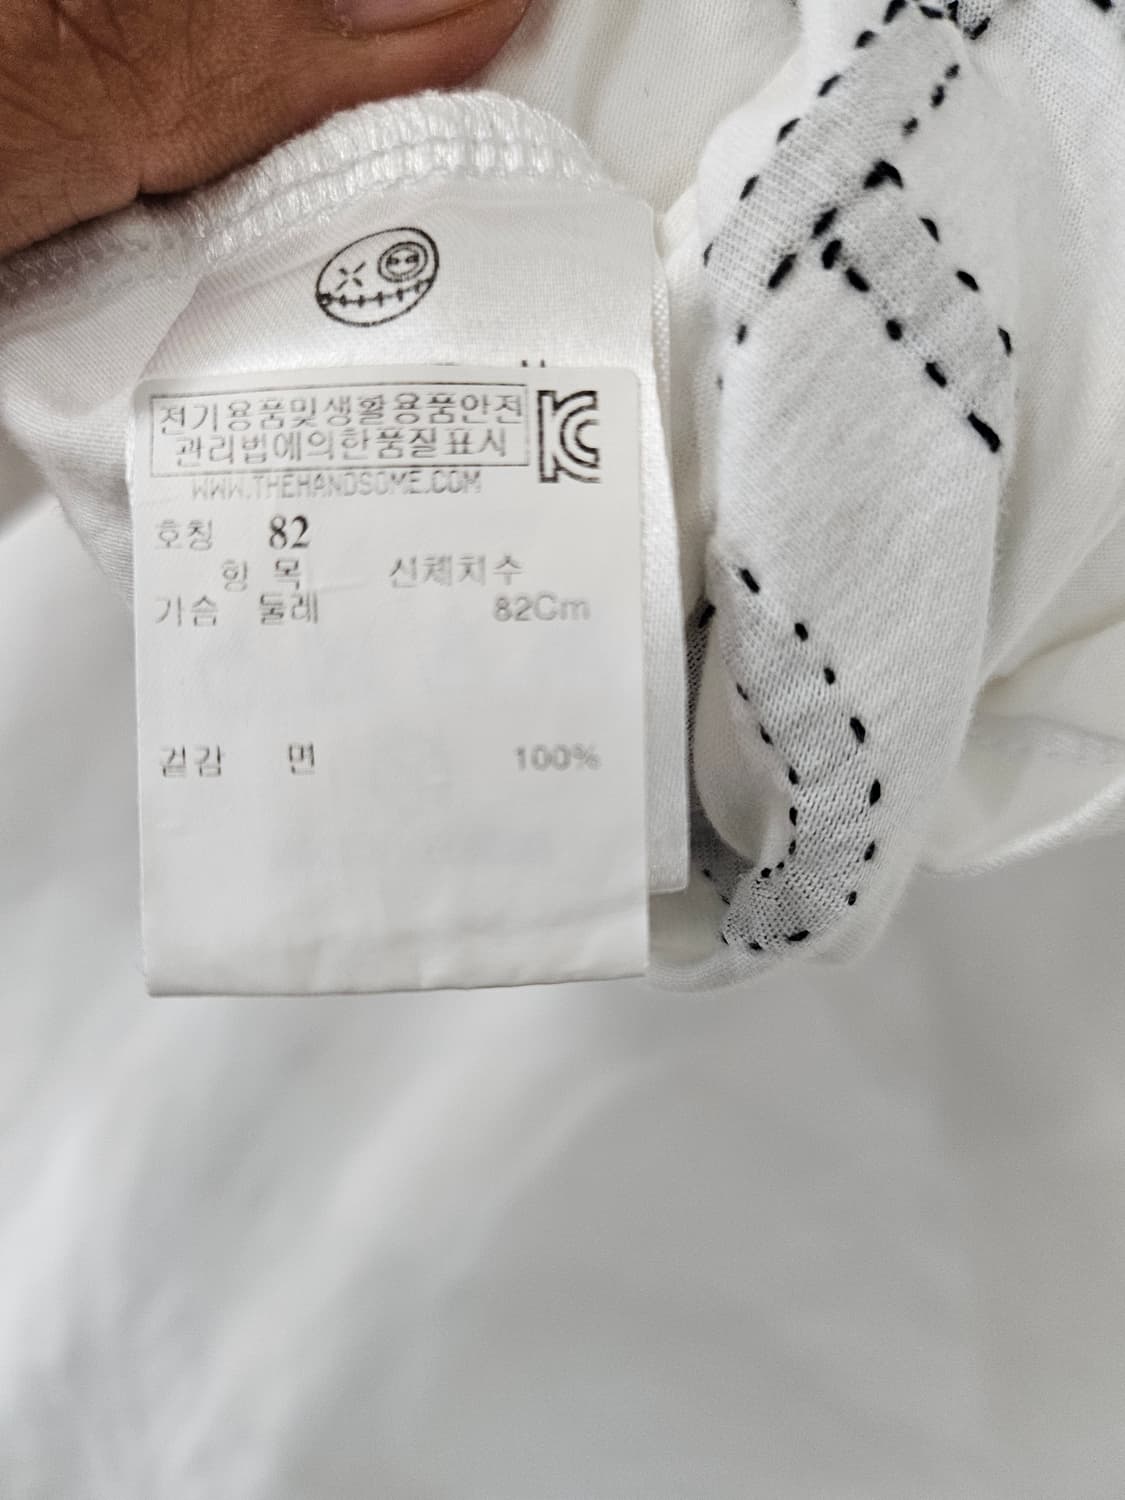 전기용품및생활용품안전
관리법에의한품질표시
WWW.THEHANDSOME.COM
호칭 82
항 목 신체치수
가슴 둘레 82Cm
겉감 면 100%